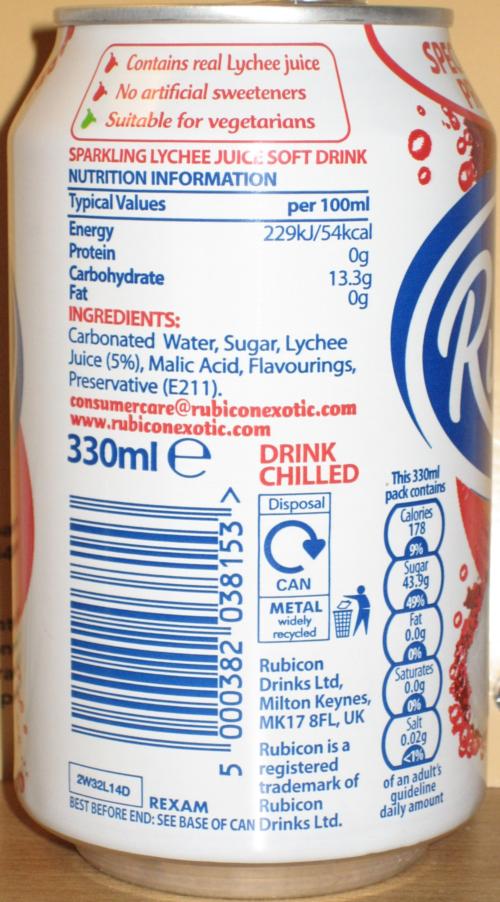 Contains real Lychee juice
No artificial sweeteners
Suitable for vegetarians
SPARKLING LYCHEE JUICE SOFT DRINK
NUTRITION INFORMATION
Typical Values per 100ml
Energy 229kJ/54kcal
Protein 0g
Carbohydrate 13.3g
Fat 0g
INGREDIENTS:
Carbonated Water, Sugar, Lychee
Juice (5%), Malic Acid, Flavourings,
Preservative (E211).
consumercare@rubiconexotic.com
www.rubiconexotic.com
330ml e
DRINK
CHILLED
Disposal
CAN
METAL
widely
recycled
Rubicon
Drinks Ltd,
Milton Keynes,
MK17 8FL, UK
Rubicon is a
registered
trademark of
Rubicon
Drinks Ltd.
5 000382 038153 >
2W32L14D
REXAM
BEST BEFORE END: SEE BASE OF CAN
This 330ml
pack contains
Calories
178
9%
Sugar
43.9g
49%
Fat
0.0g
0%
Saturates
0.0g
0%
Salt
0.02g
<1%
of an adult's
guideline
daily amount